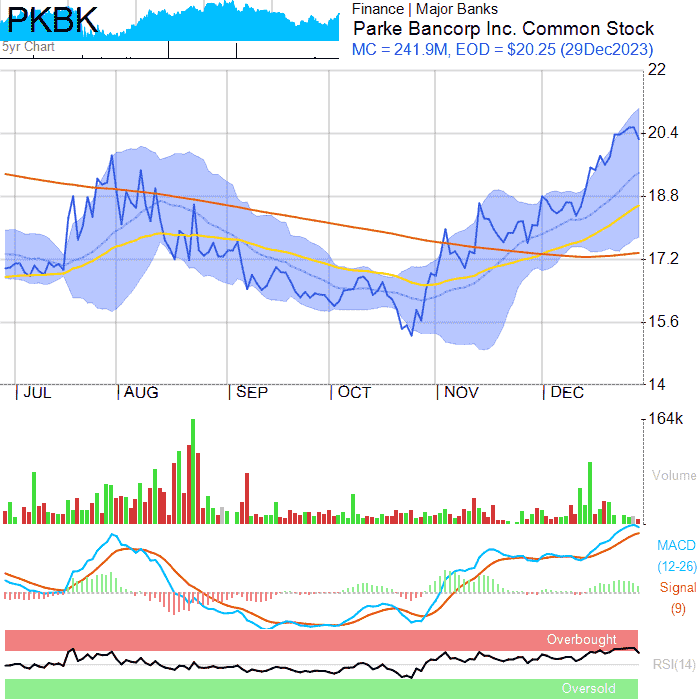 PKBK
5yr Chart
Finance | Major Banks
Parke Bancorp Inc. Common Stock
MC = 241.9M, EOD = $20.25 (29Dec2023)
22
20.4
18.8
17.2
15.6
14
| JUL | AUG | SEP | OCT | NOV | DEC
164k
Volume
MACD
(12-26)
Signal
(9)
Overbought
RSI(14)
Oversold